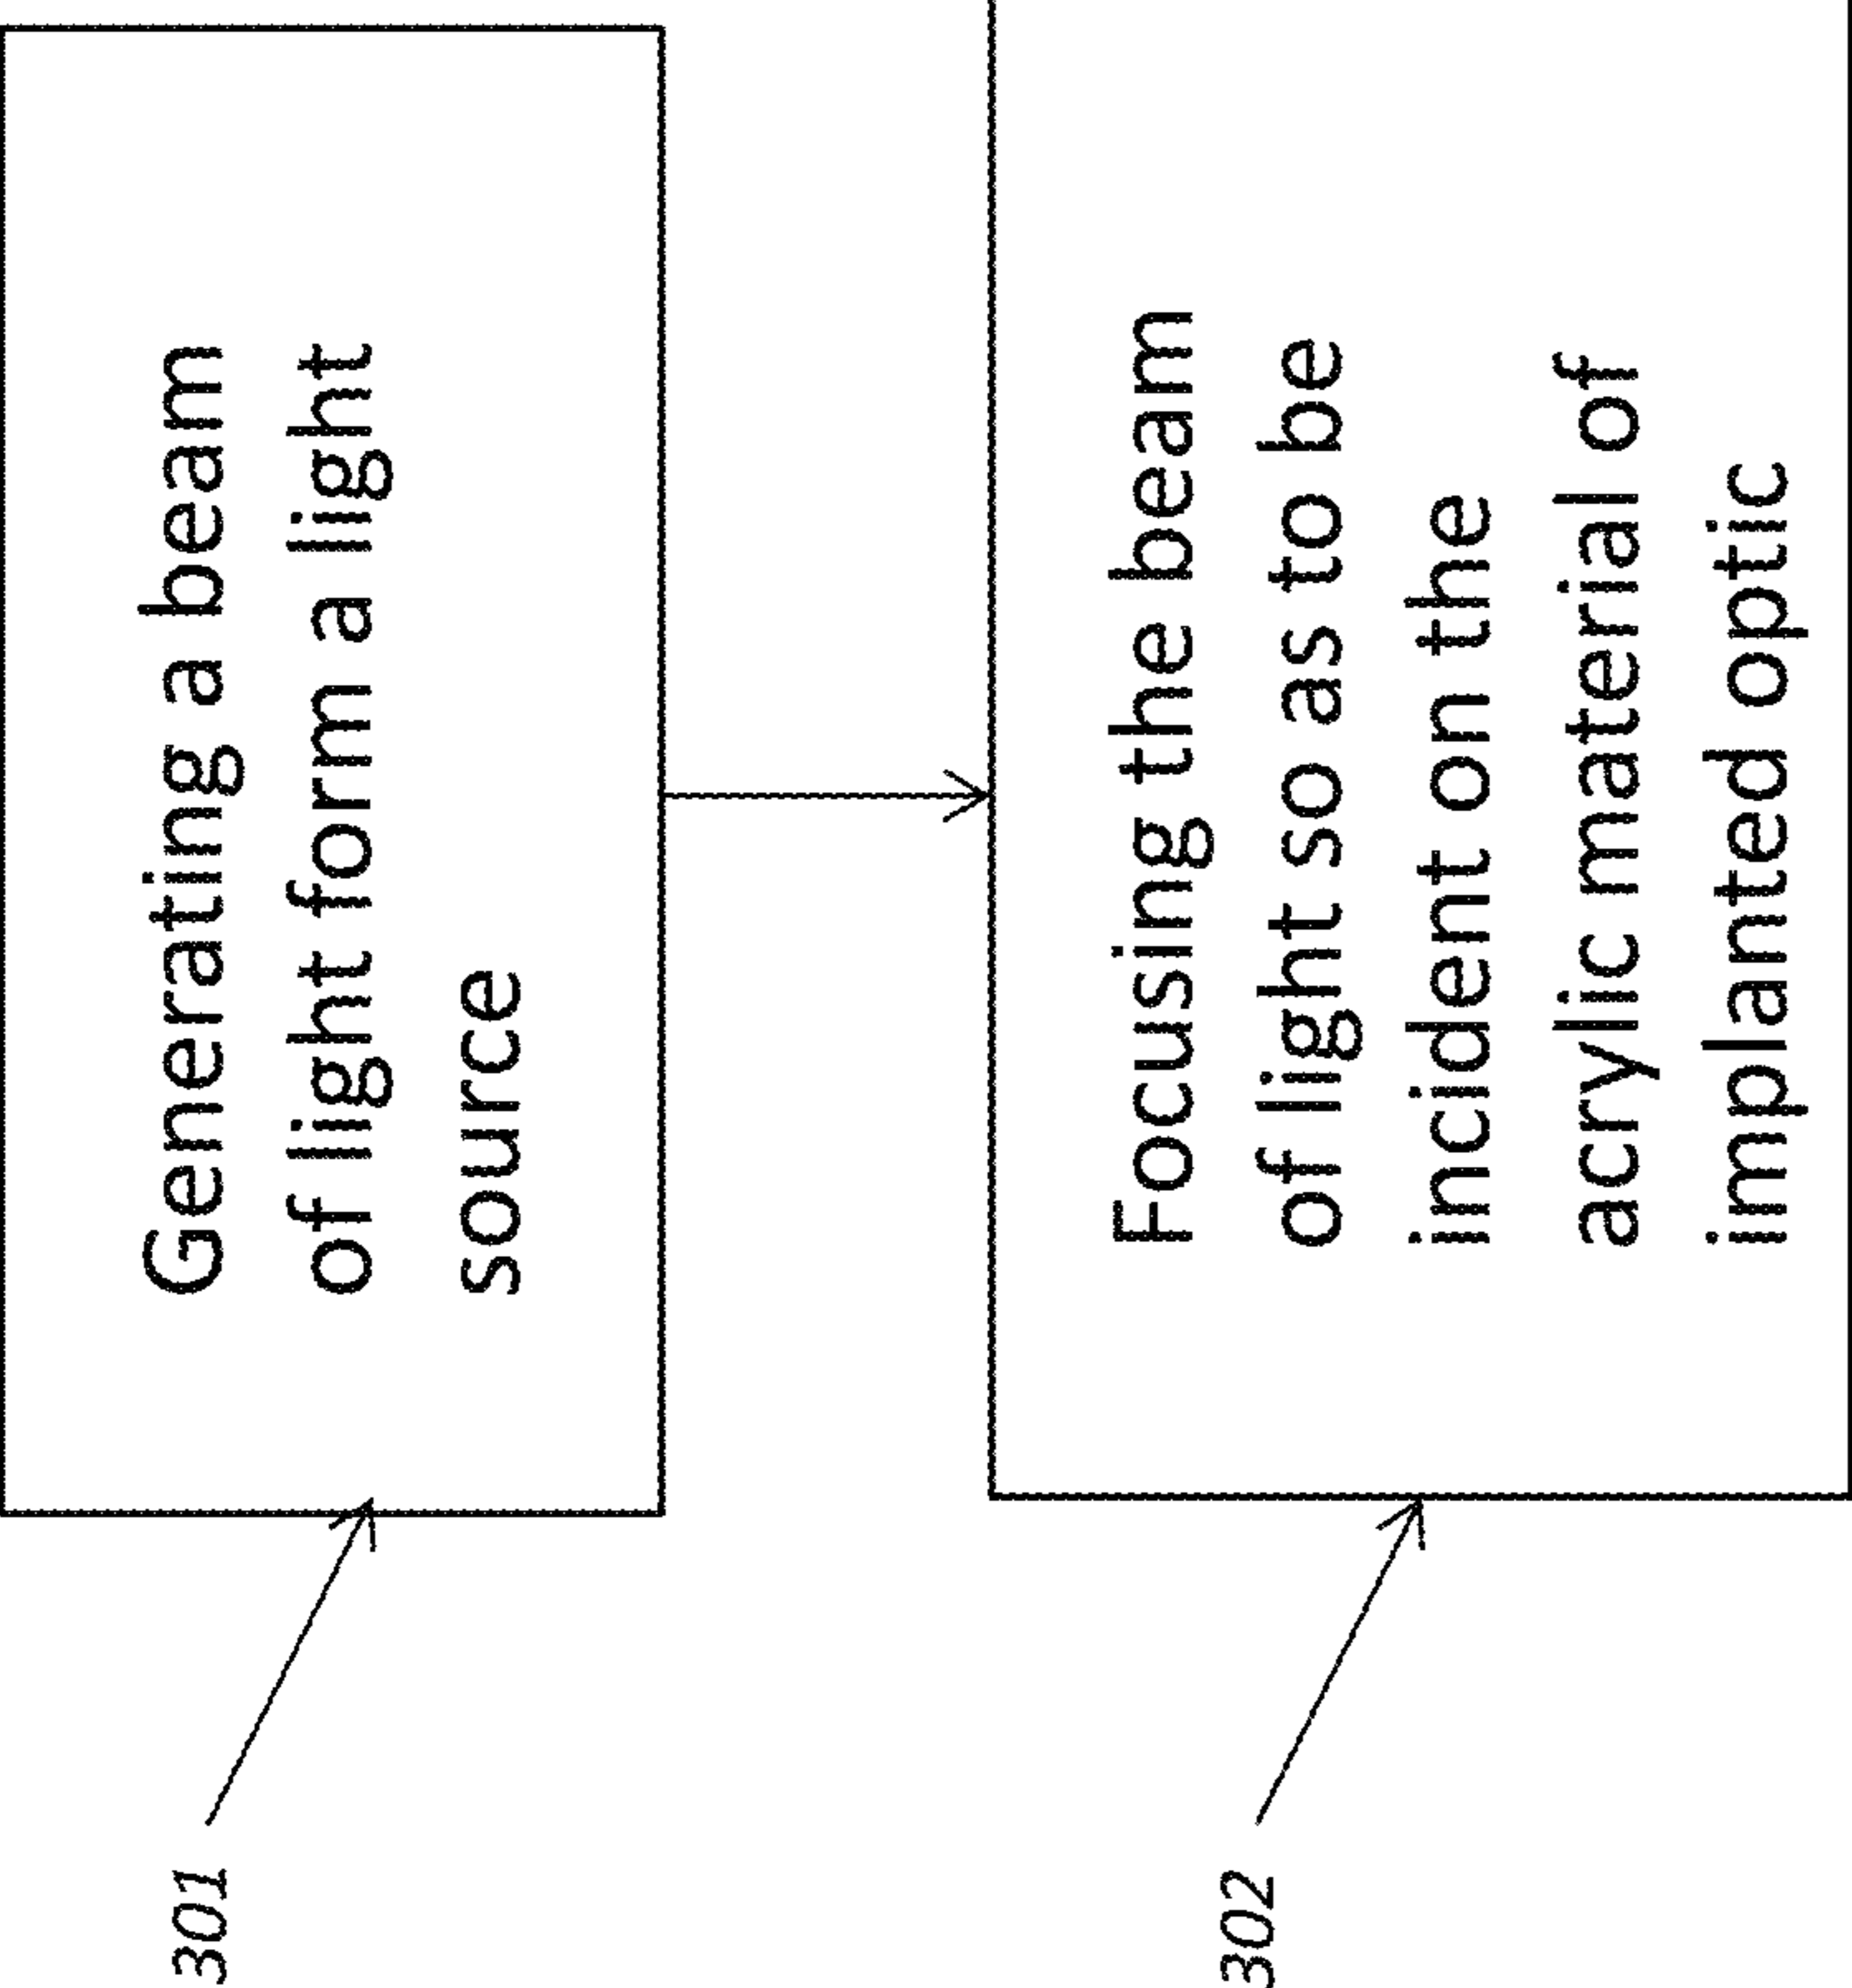 301
Generating a beam
of light form a light
source
302
Focusing the beam
of light so as to be
incident on the
acrylic material of
implanted optic